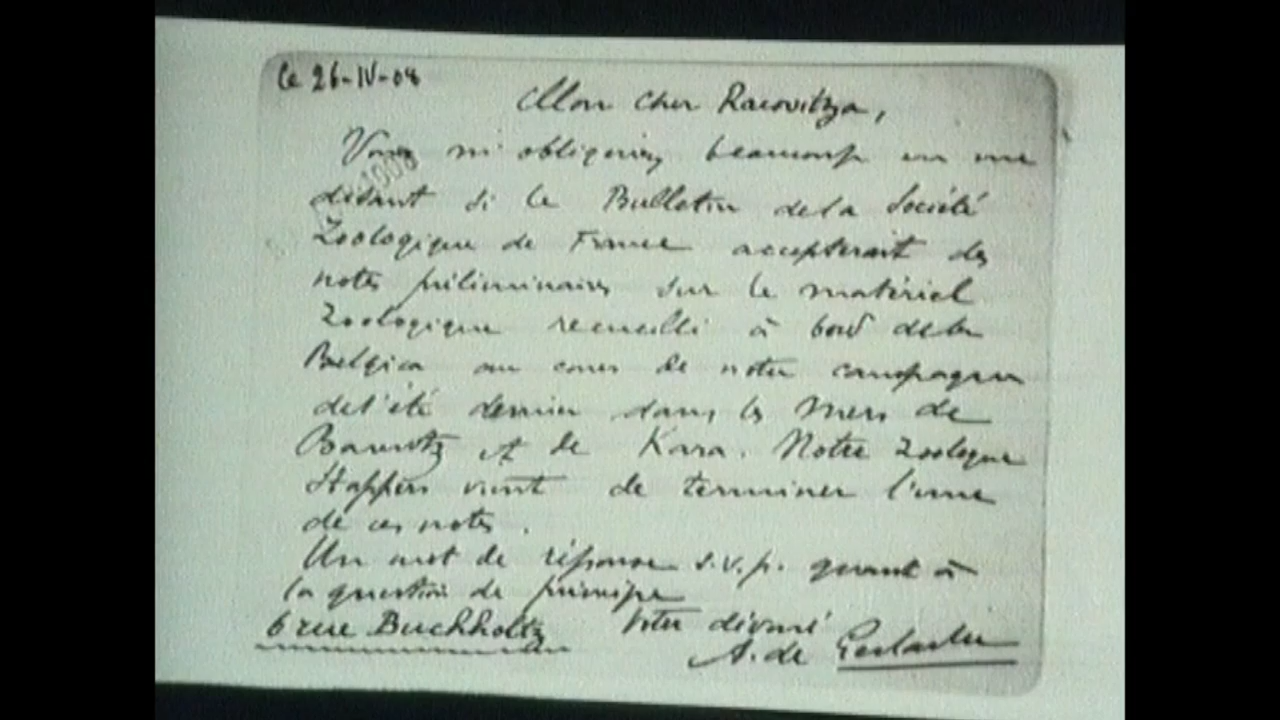 Le 26-IV-08
Mon cher Racovitza,
Vous m'obligeriez beaucoup en me
disant si le Bulletin de la Société
Zoologique de France accepterait des
notes préliminaires sur le matériel
Zoologique recueilli à bord de la
Belgica au cours de notre campagne
de l'été dernier dans les Mers de
Barentz et de Kara. Notre Zoologue
Stappers vient de terminer l'une
de ces notes.
Un mot de réponse s.v.p. quant à
la question de principe
Votre dévoué
6 rue Buchholtz
A. de Gerlache